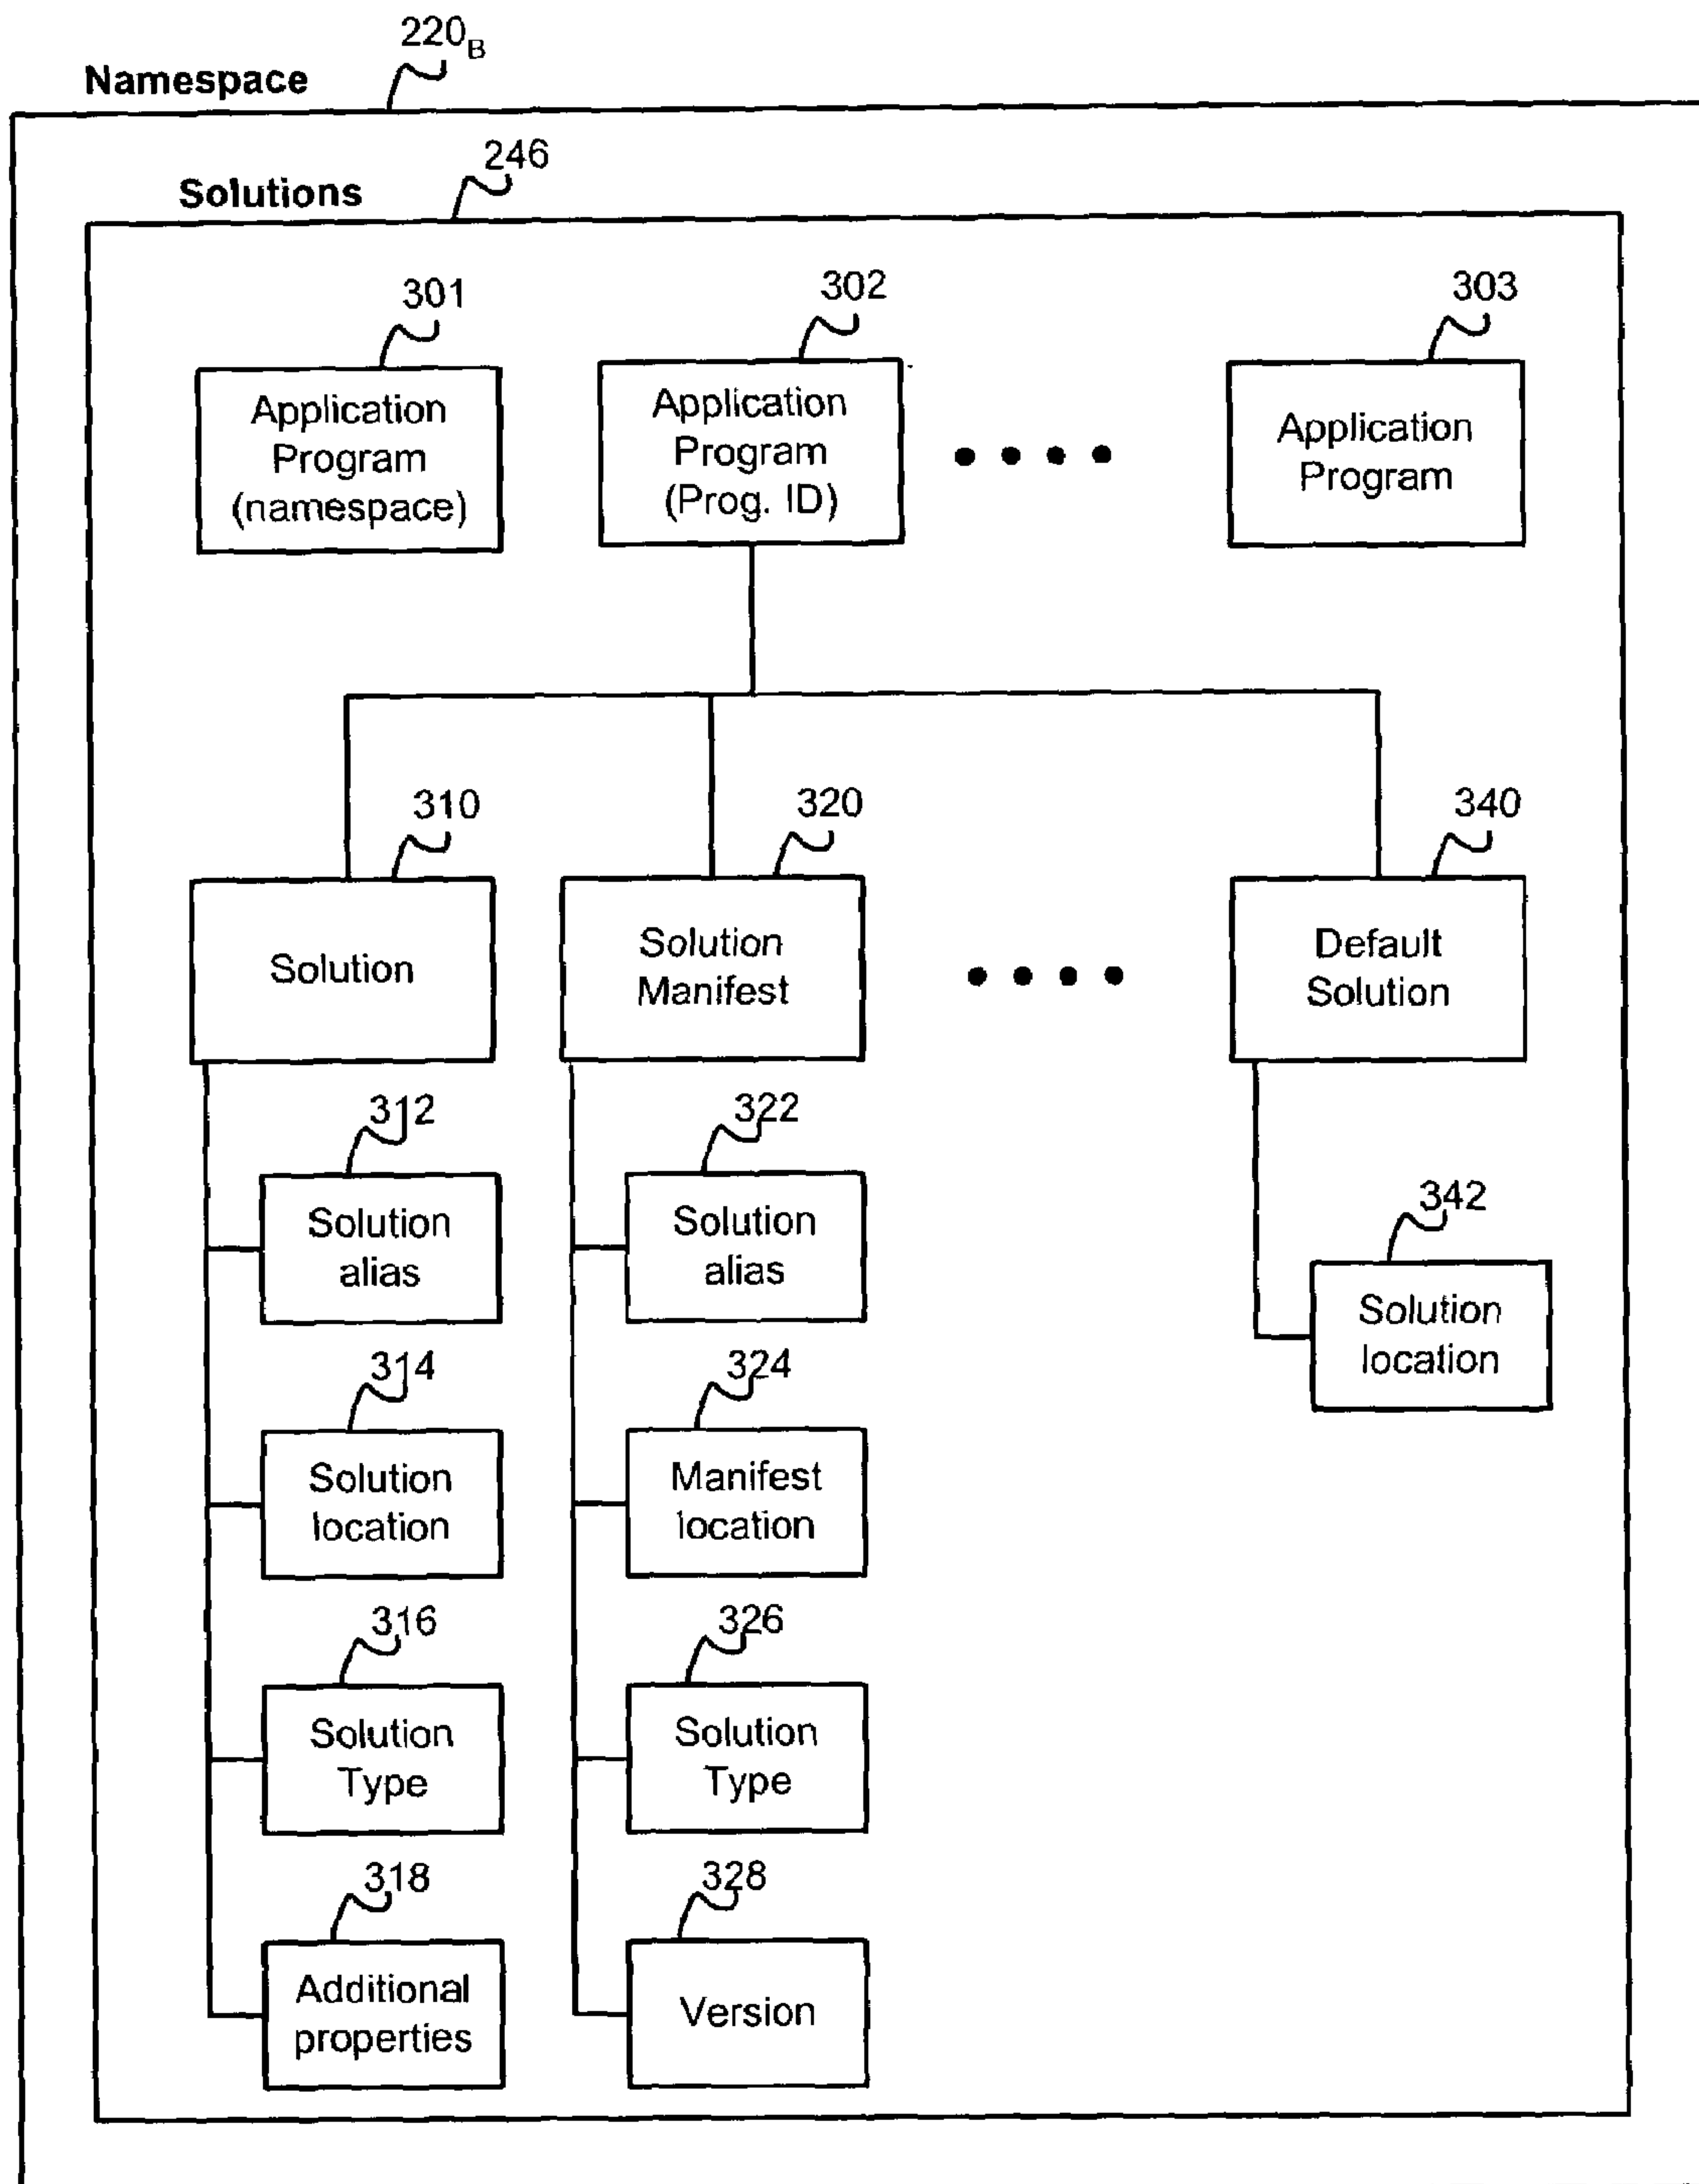 220B
Namespace
246
Solutions
301
302
303
Application
Program
(namespace)
Application
Program
(Prog. ID)
Application
Program
310
320
340
Solution
Solution
Manifest
Default
Solution
312
322
Solution
alias
Solution
alias
342
Solution
location
314
324
Solution
location
Manifest
location
316
326
Solution
Type
Solution
Type
318
328
Additional
properties
Version